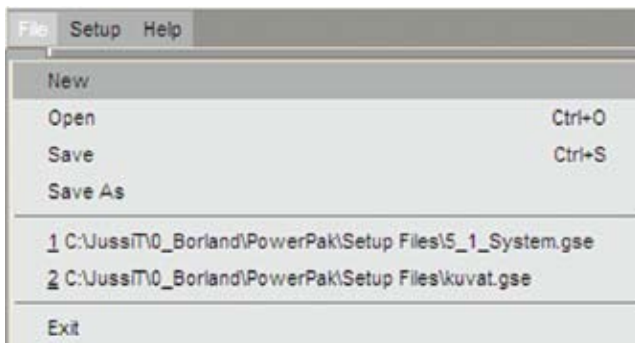 File Setup Help
New
Open Ctrl+O
Save Ctrl+S
Save As
1 C:\JussiT\0_Borland\PowerPak\Setup Files\5_1_System.gse
2 C:\JussiT\0_Borland\PowerPak\Setup Files\kuvat.gse
Exit